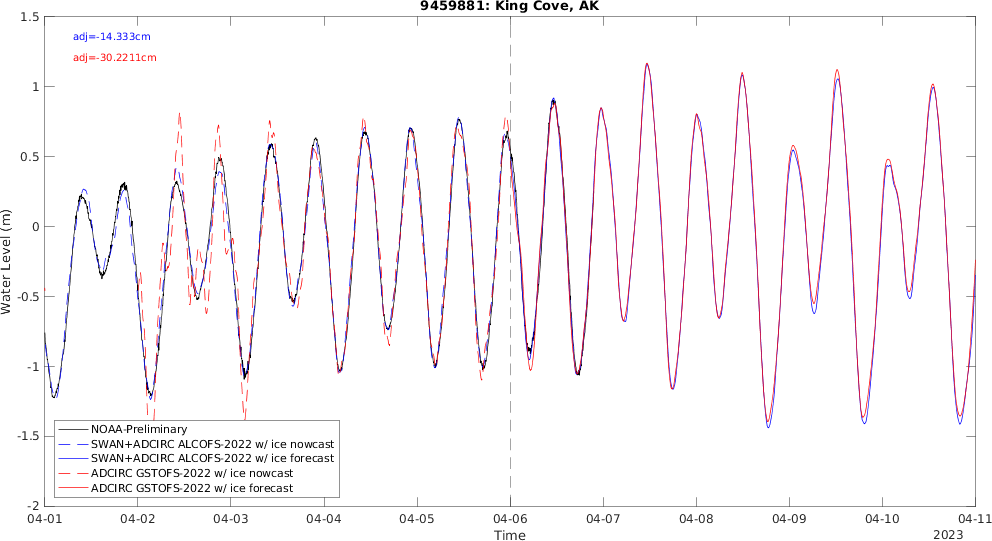 9459881: King Cove, AK
adj=-14.333cm
adj=-30.2211cm
1.5
1
0.5
0
-0.5
-1
-1.5
-2
Water Level (m)
NOAA-Preliminary
SWAN+ADCIRC ALCOFS-2022 w/ ice nowcast
SWAN+ADCIRC ALCOFS-2022 w/ ice forecast
ADCIRC GSTOFS-2022 w/ ice nowcast
ADCIRC GSTOFS-2022 w/ ice forecast
04-01 04-02 04-03 04-04 04-05 04-06 04-07 04-08 04-09 04-10 04-11
Time
2023